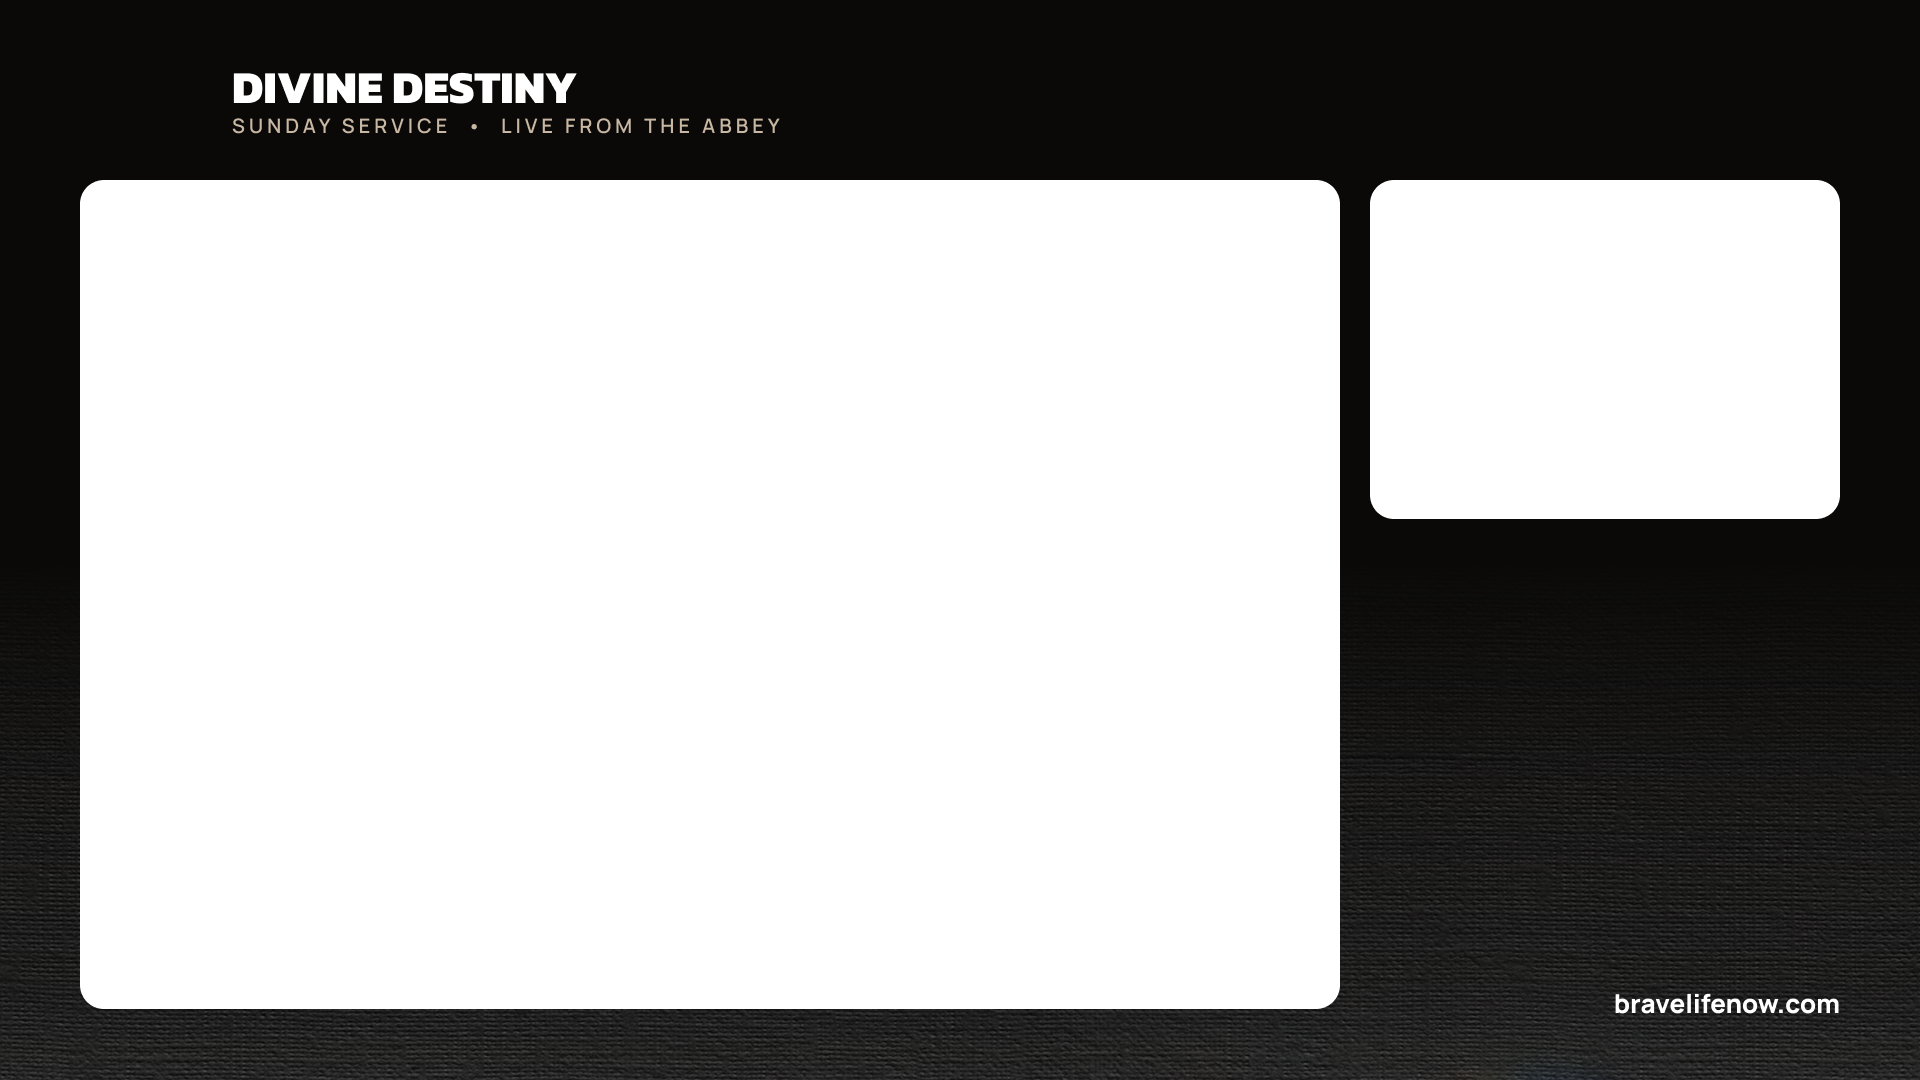 DIVINE DESTINY
SUNDAY SERVICE • LIVE FROM THE ABBEY
bravelifenow.com